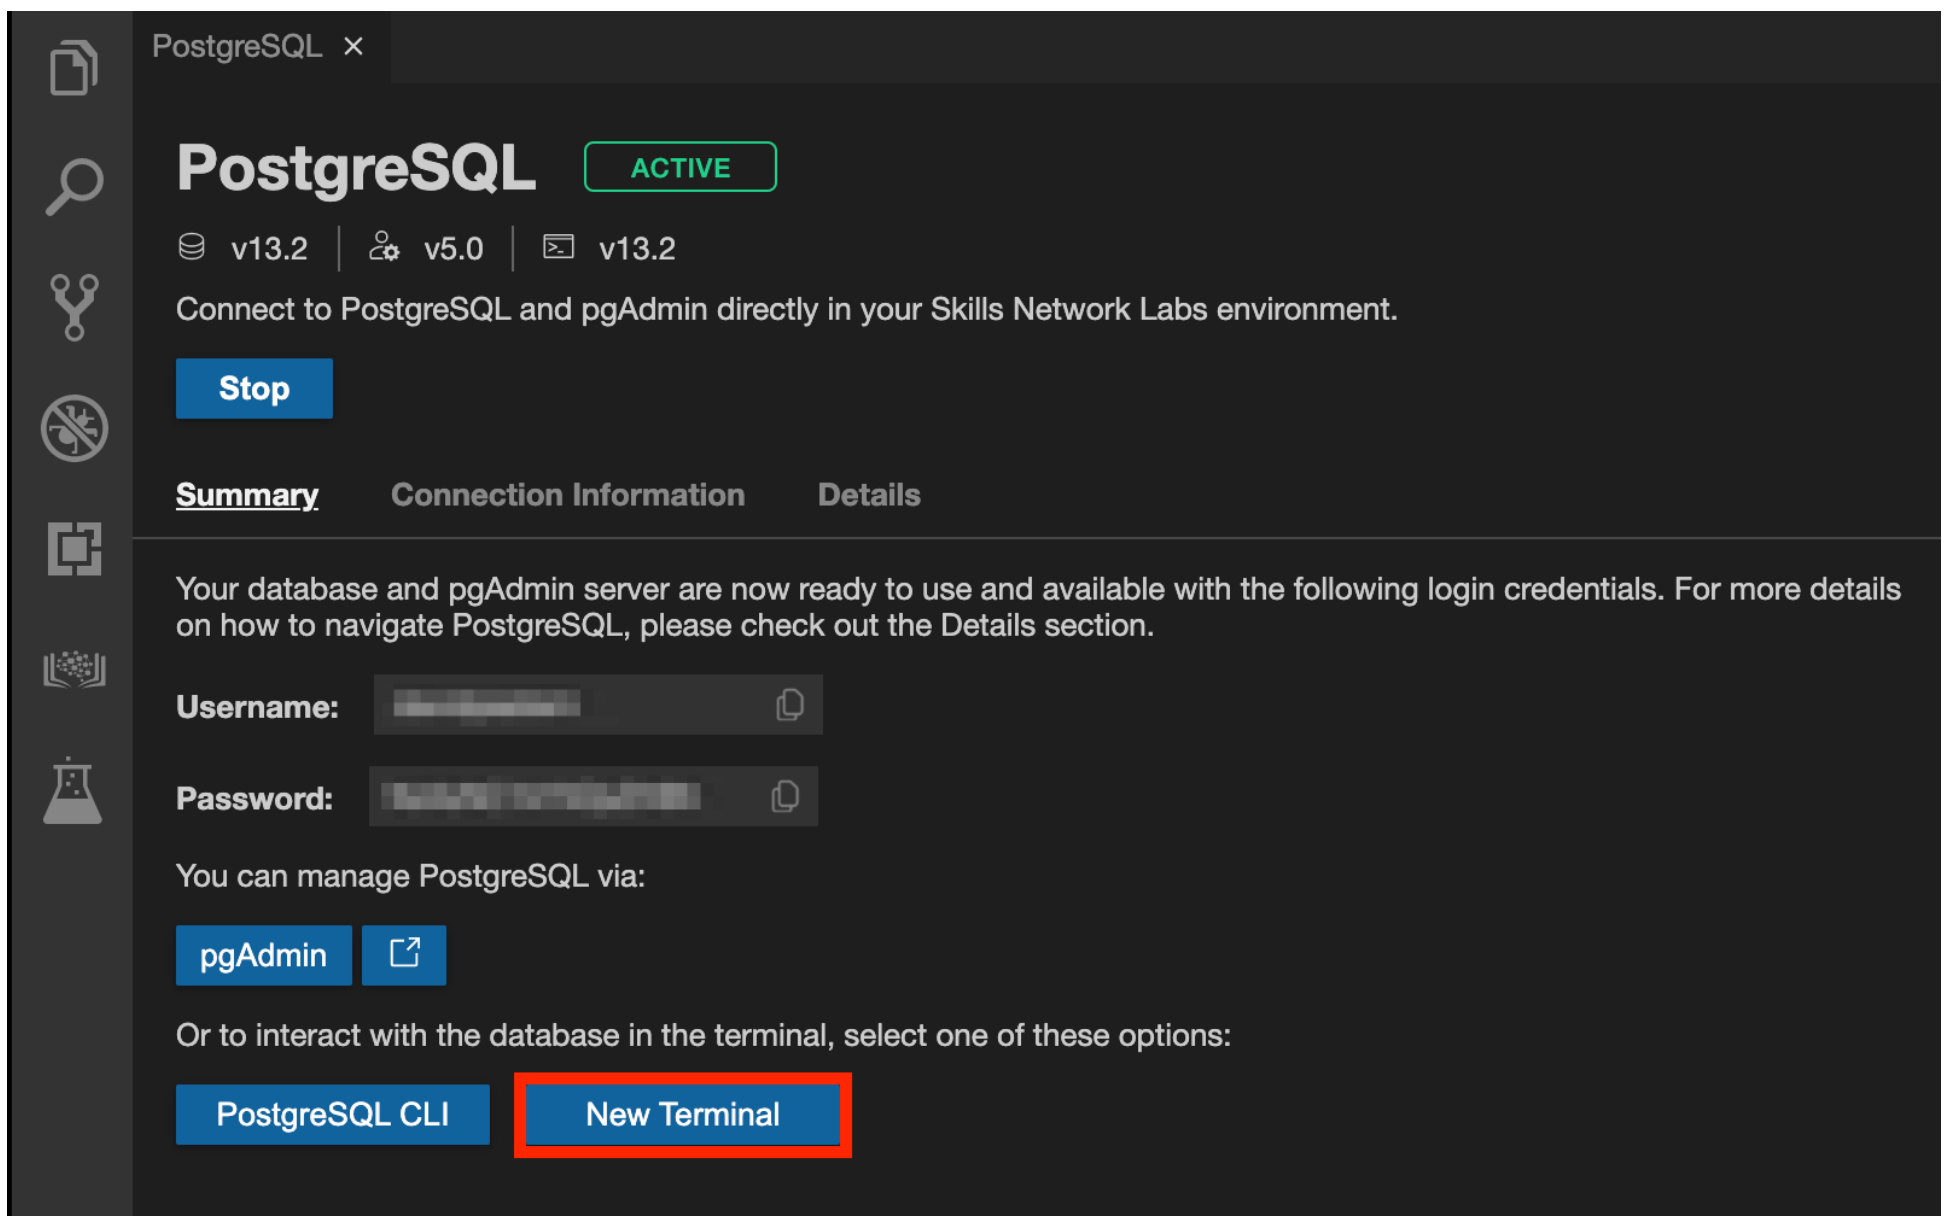 PostgreSQL ×
PostgreSQL ACTIVE
v13.2 v5.0 v13.2
Connect to PostgreSQL and pgAdmin directly in your Skills Network Labs environment.
Stop
Summary Connection Information Details
Your database and pgAdmin server are now ready to use and available with the following login credentials. For more details
on how to navigate PostgreSQL, please check out the Details section.
Username:
Password:
You can manage PostgreSQL via:
pgAdmin
Or to interact with the database in the terminal, select one of these options:
PostgreSQL CLI New Terminal